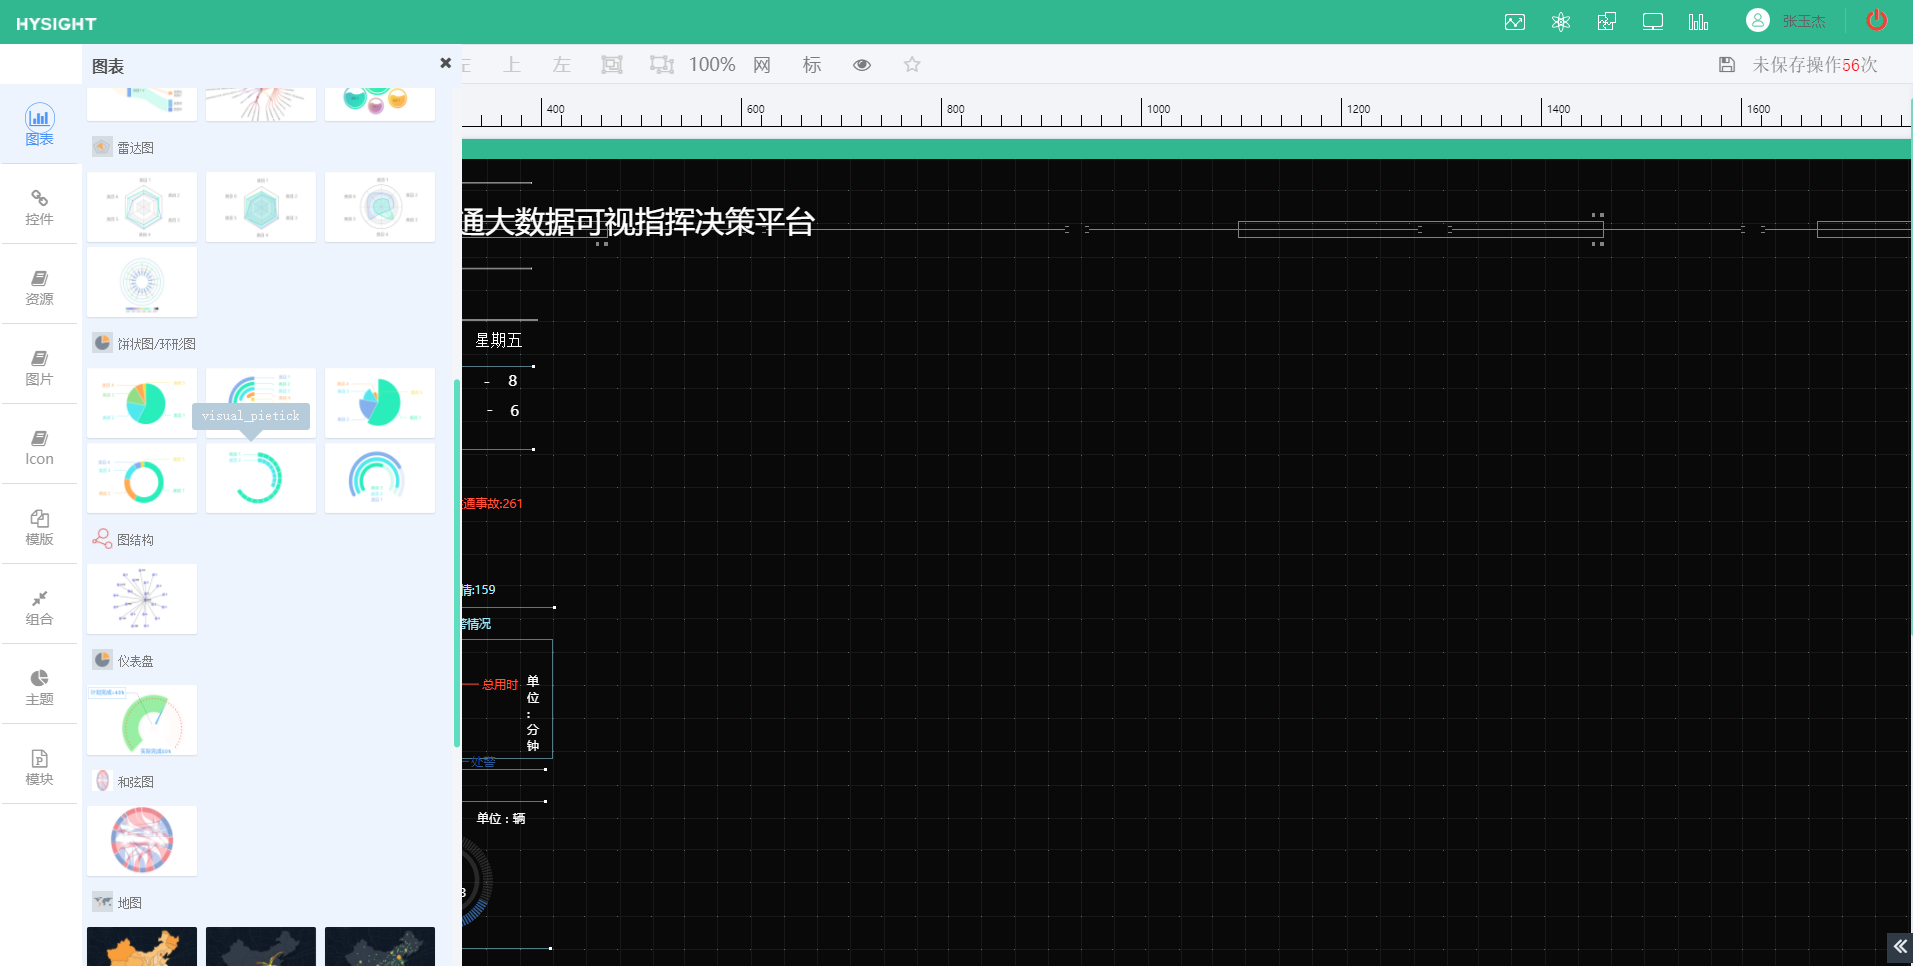 HYSIGHT
张玉杰
图表
左
上
左
100%
网
标
未保存操作56次
400
600
800
1000
1200
1400
1600
图表
控件
资源
图片
Icon
模版
组合
主题
模块
雷达图
饼状图/环形图
visual_pietick
图结构
仪表盘
和弦图
地图
通大数据可视指挥决策平台
星期五
- 8
- 6
通事故:261
情:159
警情况
总用时
单位:分钟
处警
单位:辆
3